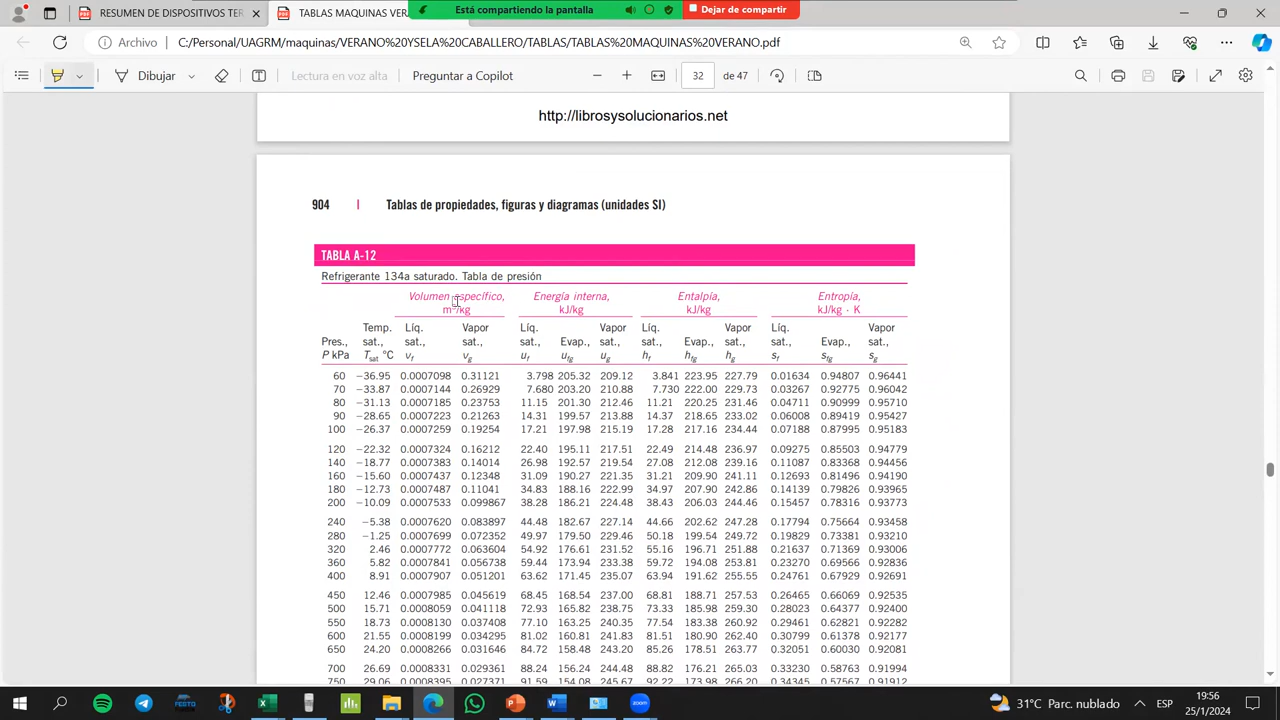 RESUMEN DE DISPOSITIVOS TER
TABLAS MAQUINAS VER
Está compartiendo la pantalla
Dejar de compartir
Archivo
C:/Personal/UAGRM/maquinas/VERANO%20YSELA%20CABALLERO/TABLAS/TABLAS%20MAQUINAS%20VERANO.pdf
Dibujar
Lectura en voz alta
Preguntar a Copilot
32 de 47
http://librosysolucionarios.net
904 | Tablas de propiedades, figuras y diagramas (unidades SI)
TABLA A-12
Refrigerante 134a saturado. Tabla de presión
Volumen específico, Energía interna, Entalpía, Entropía,
m³/kg kJ/kg kJ/kg kJ/kg · K
Temp. Líq. Vapor Líq. Vapor Líq. Vapor Líq. Vapor
Pres., sat., sat., sat., sat., Evap., sat., sat., Evap., sat., sat., Evap., sat.,
P kPa Tsat °C vf vg uf ufg ug hf hfg hg sf sfg sg
60 −36.95 0.0007098 0.31121 3.798 205.32 209.12 3.841 223.95 227.79 0.01634 0.94807 0.96441
70 −33.87 0.0007144 0.26929 7.680 203.20 210.88 7.730 222.00 229.73 0.03267 0.92775 0.96042
80 −31.13 0.0007185 0.23753 11.15 201.30 212.46 11.21 220.25 231.46 0.04711 0.90999 0.95710
90 −28.65 0.0007223 0.21263 14.31 199.57 213.88 14.37 218.65 233.02 0.06008 0.89419 0.95427
100 −26.37 0.0007259 0.19254 17.21 197.98 215.19 17.28 217.16 234.44 0.07188 0.87995 0.95183
120 −22.32 0.0007324 0.16212 22.40 195.11 217.51 22.49 214.48 236.97 0.09275 0.85503 0.94779
140 −18.77 0.0007383 0.14014 26.98 192.57 219.54 27.08 212.08 239.16 0.11087 0.83368 0.94456
160 −15.60 0.0007437 0.12348 31.09 190.27 221.35 31.21 209.90 241.11 0.12693 0.81496 0.94190
180 −12.73 0.0007487 0.11041 34.83 188.16 222.99 34.97 207.90 242.86 0.14139 0.79826 0.93965
200 −10.09 0.0007533 0.099867 38.28 186.21 224.48 38.43 206.03 244.46 0.15457 0.78316 0.93773
240 −5.38 0.0007620 0.083897 44.48 182.67 227.14 44.66 202.62 247.28 0.17794 0.75664 0.93458
280 −1.25 0.0007699 0.072352 49.97 179.50 229.46 50.18 199.54 249.72 0.19829 0.73381 0.93210
320 2.46 0.0007772 0.063604 54.92 176.61 231.52 55.16 196.71 251.88 0.21637 0.71369 0.93006
360 5.82 0.0007841 0.056738 59.44 173.94 233.38 59.72 194.08 253.81 0.23270 0.69566 0.92836
400 8.91 0.0007907 0.051201 63.62 171.45 235.07 63.94 191.62 255.55 0.24761 0.67929 0.92691
450 12.46 0.0007985 0.045619 68.45 168.54 237.00 68.81 188.71 257.53 0.26465 0.66069 0.92535
500 15.71 0.0008059 0.041118 72.93 165.82 238.75 73.33 185.98 259.30 0.28023 0.64377 0.92400
550 18.73 0.0008130 0.037408 77.10 163.25 240.35 77.54 183.38 260.92 0.29461 0.62821 0.92282
600 21.55 0.0008199 0.034295 81.02 160.81 241.83 81.51 180.90 262.40 0.30799 0.61378 0.92177
650 24.20 0.0008266 0.031646 84.72 158.48 243.20 85.26 178.51 263.77 0.32051 0.60030 0.92081
700 26.69 0.0008331 0.029361 88.24 156.24 244.48 88.82 176.21 265.03 0.33230 0.58763 0.91994
750 29.06 0.0008395 0.027371 91.59 154.08 245.67 92.22 173.98 266.20 0.34345 0.57567 0.91912
FESTO
zoom
31°C Parc. nublado
ESP
19:56
25/1/2024